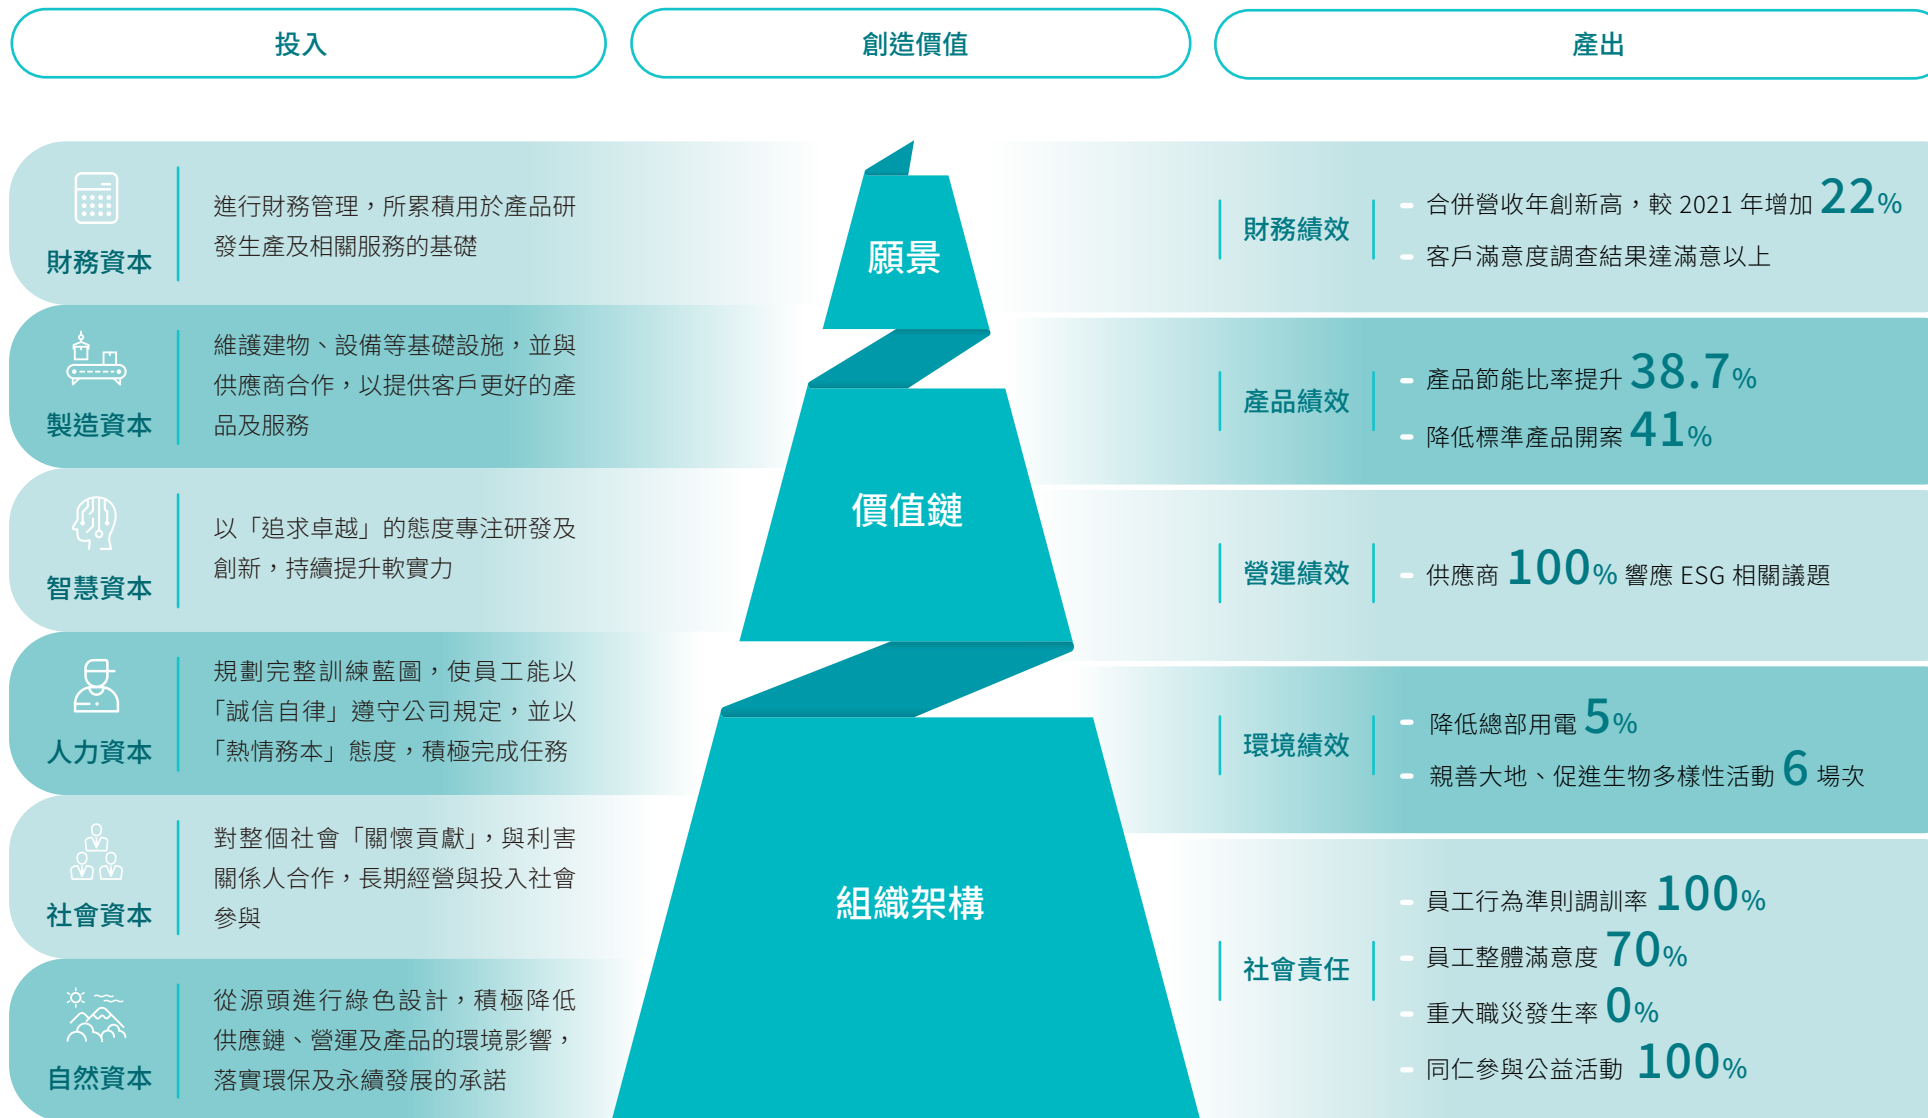 投入
創造價值
產出
財務資本
進行財務管理，所累積用於產品研
發生產及相關服務的基礎
製造資本
維護建物、設備等基礎設施，並與
供應商合作，以提供客戶更好的產
品及服務
智慧資本
以「追求卓越」的態度專注研發及
創新，持續提升軟實力
人力資本
規劃完整訓練藍圖，使員工能以
「誠信自律」遵守公司規定，並以
「熱情務本」態度，積極完成任務
社會資本
對整個社會「關懷貢獻」，與利害
關係人合作，長期經營與投入社會
參與
自然資本
從源頭進行綠色設計，積極降低
供應鏈、營運及產品的環境影響，
落實環保及永續發展的承諾
願景
價值鏈
組織架構
財務績效
- 合併營收年創新高，較 2021 年增加 22%
- 客戶滿意度調查結果達滿意以上
產品績效
- 產品節能比率提升 38.7%
- 降低標準產品開案 41%
營運績效
- 供應商 100% 響應 ESG 相關議題
環境績效
- 降低總部用電 5%
- 親善大地、促進生物多樣性活動 6 場次
社會責任
- 員工行為準則調訓率 100%
- 員工整體滿意度 70%
- 重大職災發生率 0%
- 同仁參與公益活動 100%